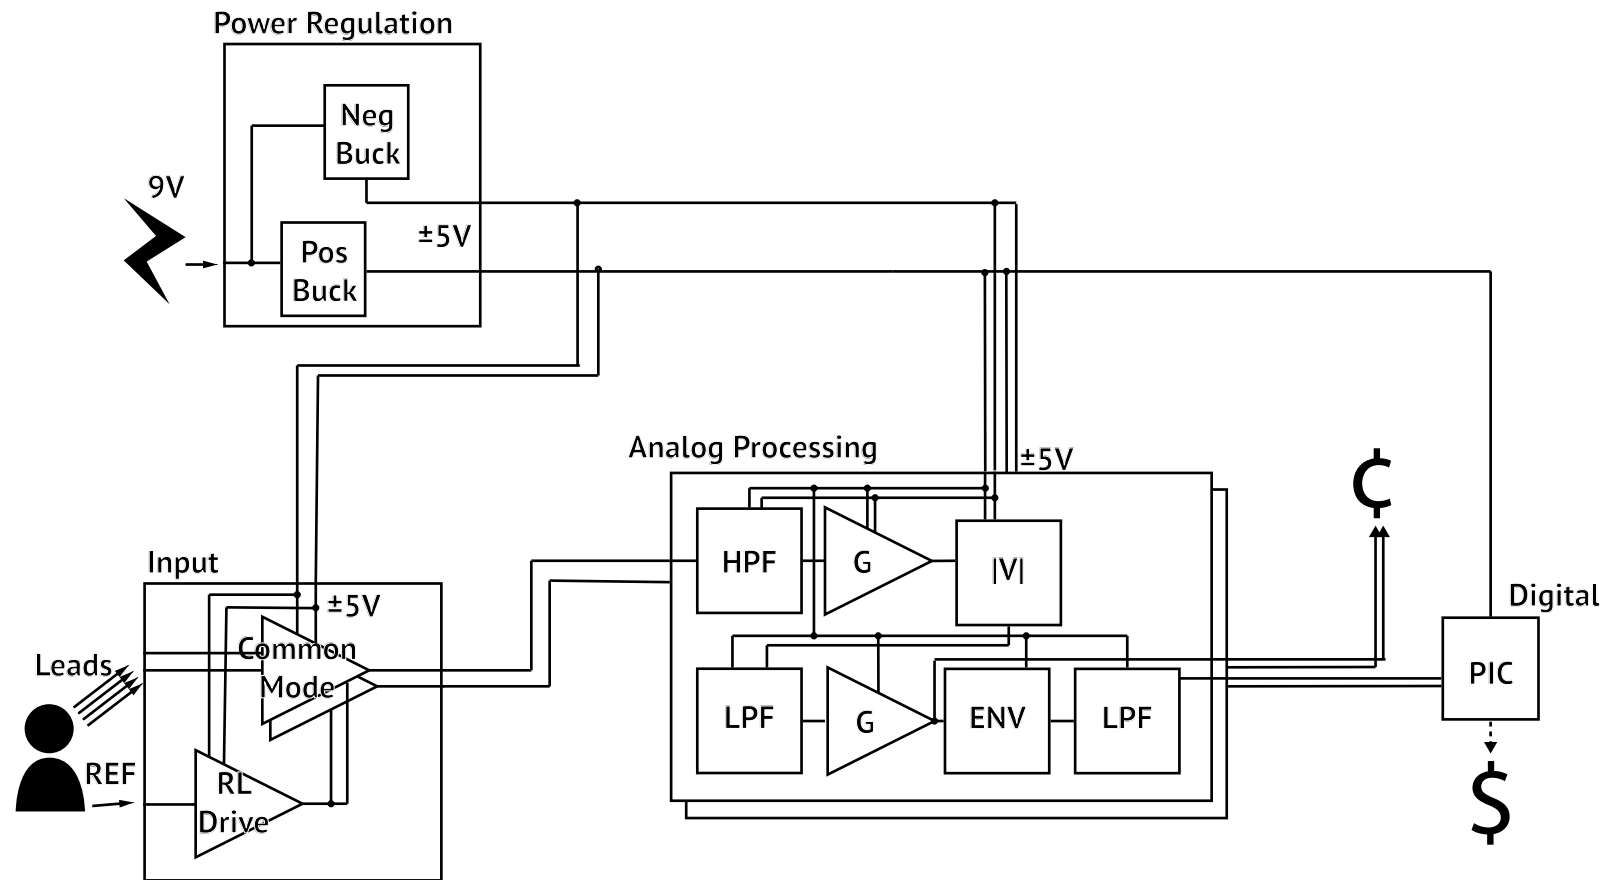 Power Regulation
Neg
Buck
9V
±5V
Pos
Buck
Analog Processing
±5V
₵
HPF
G
|V|
Input
±5V
Digital
Common
Mode
Leads
PIC
LPF
G
ENV
LPF
REF
RL
Drive
$